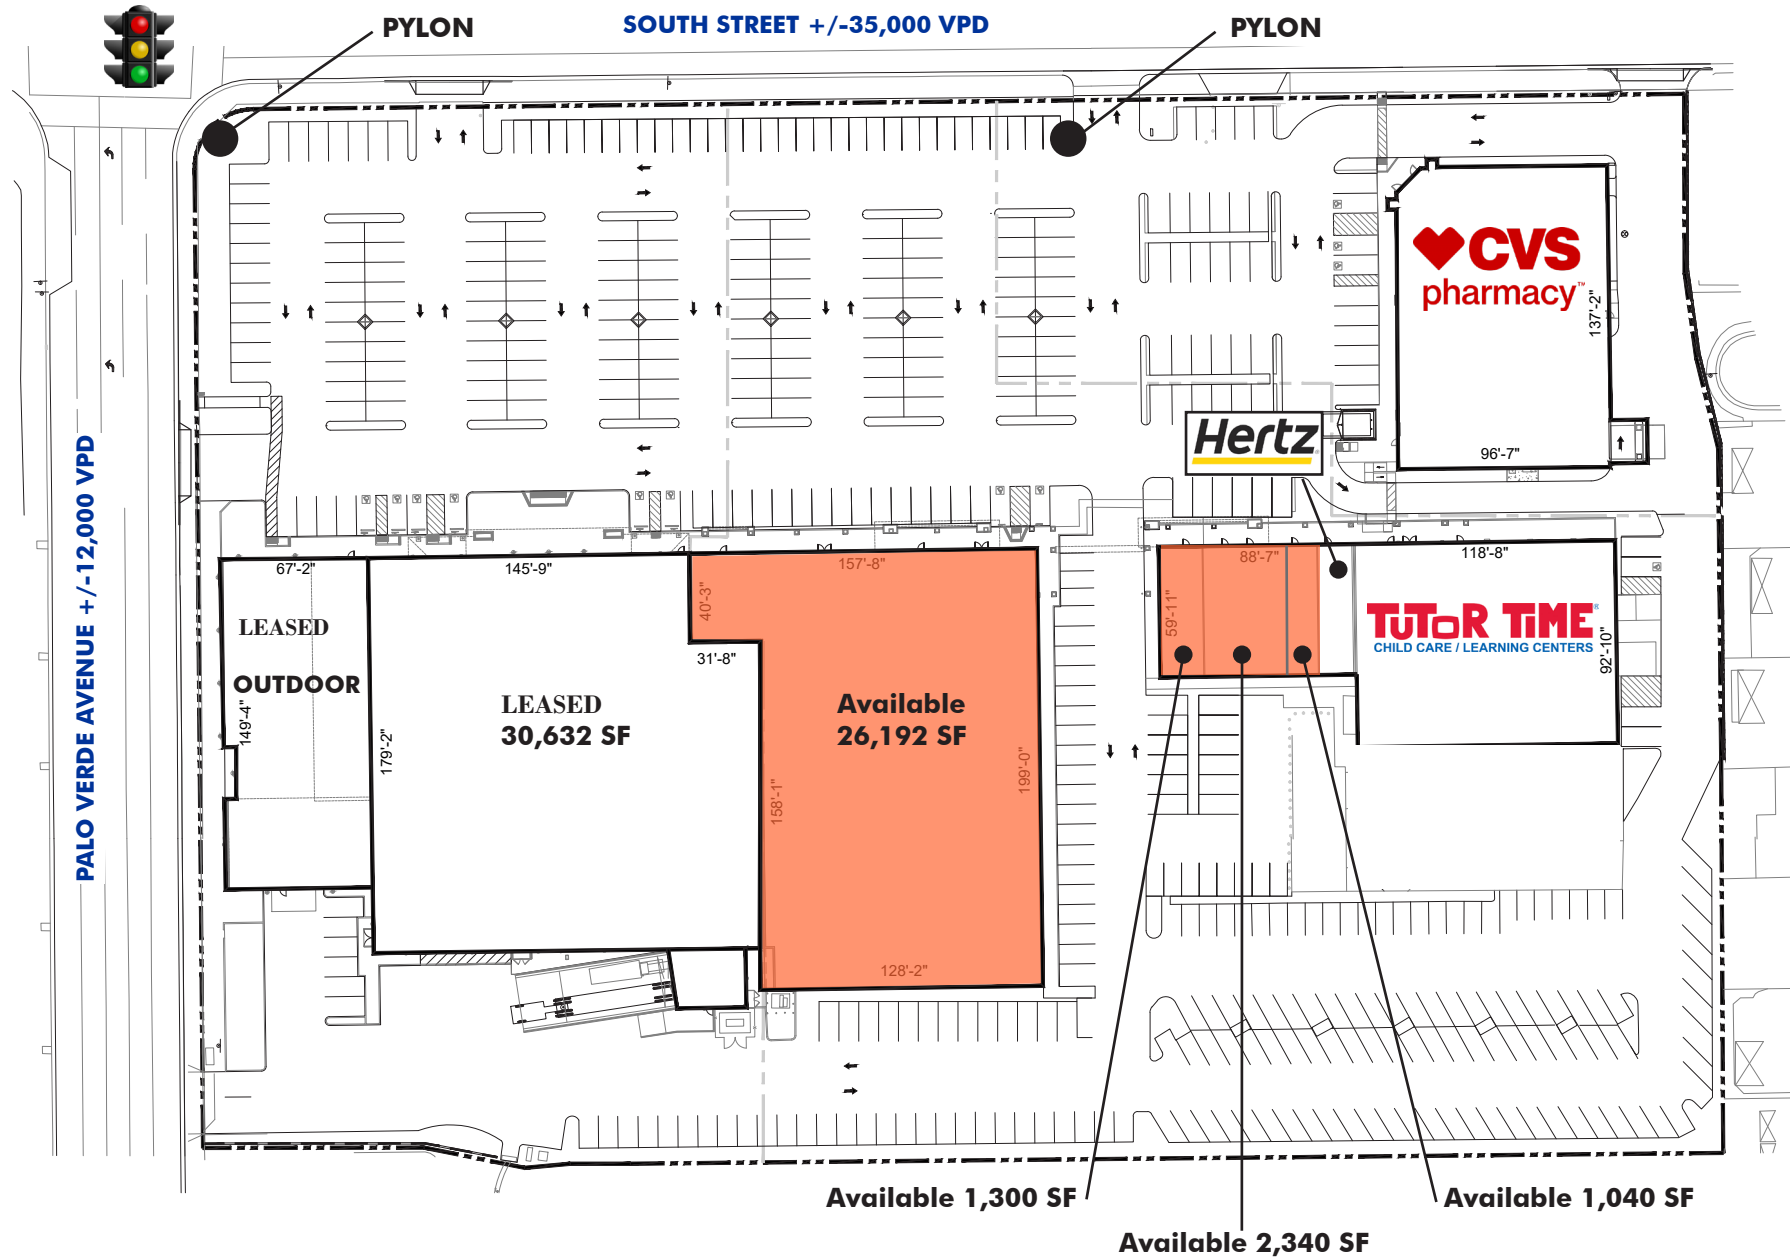 SOUTH STREET +/-35,000 VPD
PYLON
PYLON
PALO VERDE AVENUE +/-12,000 VPD
CVS
pharmacy™
137'-2"
96'-7"
Hertz
67'-2"
145'-9"
157'-8"
88'-7"
118'-8"
40'-3"
59'-11"
LEASED
OUTDOOR
149'-4"
31'-8"
TUTOR TIME®
CHILD CARE / LEARNING CENTERS
92'-10"
179'-2"
LEASED
30,632 SF
Available
26,192 SF
158'-1"
199'-0"
128'-2"
Available 1,300 SF
Available 1,040 SF
Available 2,340 SF